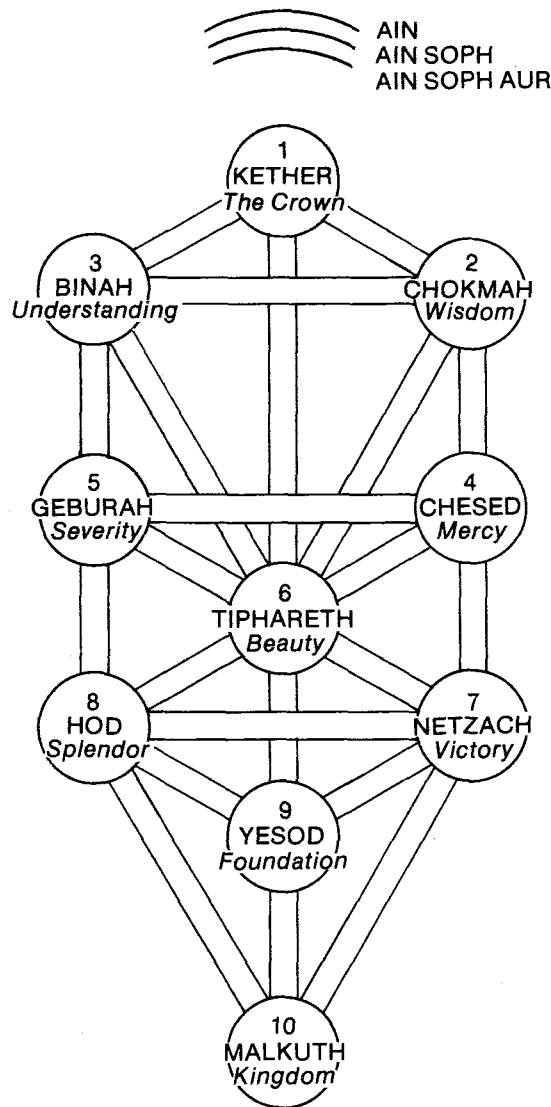 AIN
AIN SOPH
AIN SOPH AUR
1
KETHER
The Crown
3
BINAH
Understanding
2
CHOKMAH
Wisdom
5
GEBURAH
Severity
4
CHESED
Mercy
6
TIPHARETH
Beauty
8
HOD
Splendor
7
NETZACH
Victory
9
YESOD
Foundation
10
MALKUTH
Kingdom